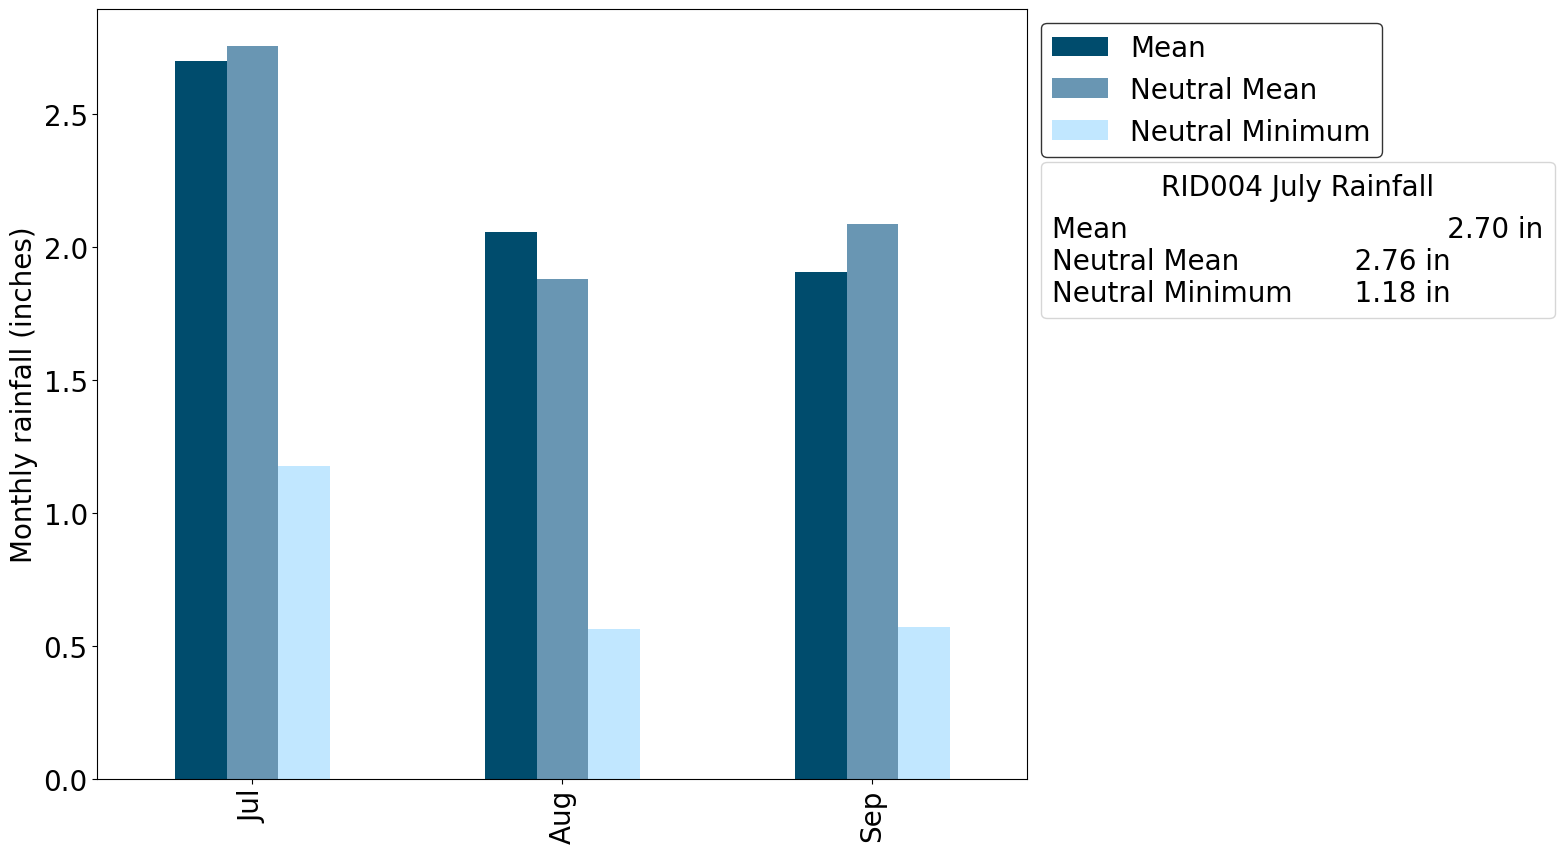 Monthly rainfall (inches)
2.5
2.0
1.5
1.0
0.5
0.0
Jul
Aug
Sep
Mean
Neutral Mean
Neutral Minimum
RID004 July Rainfall
Mean 2.70 in
Neutral Mean 2.76 in
Neutral Minimum 1.18 in